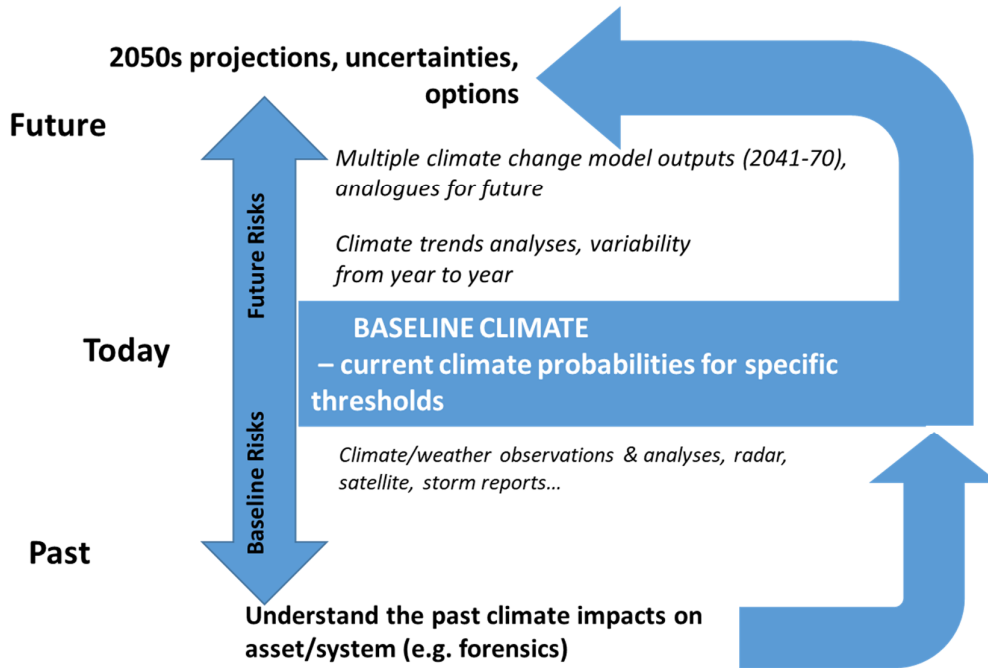 2050s projections, uncertainties,
options
Future
Multiple climate change model outputs (2041-70),
analogues for future
Future Risks
Climate trends analyses, variability
from year to year
Today
BASELINE CLIMATE
– current climate probabilities for specific
thresholds
Baseline Risks
Climate/weather observations & analyses, radar,
satellite, storm reports…
Past
Understand the past climate impacts on
asset/system (e.g. forensics)